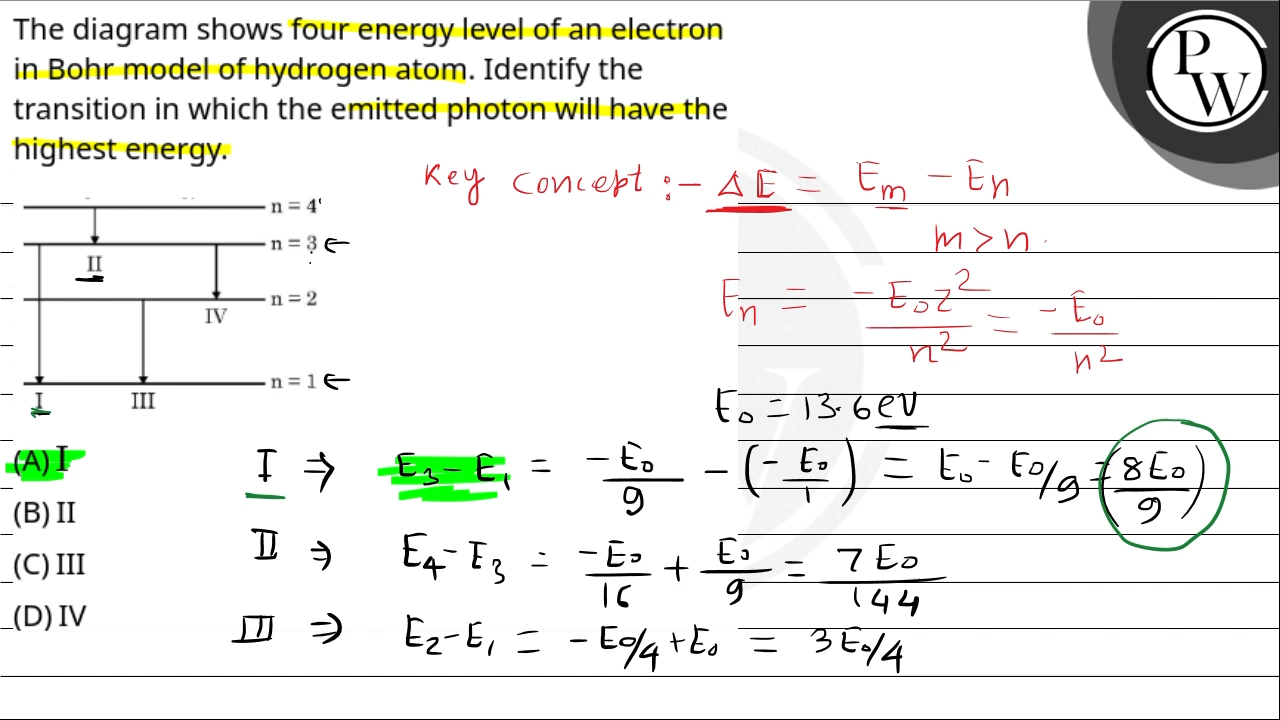 The diagram shows four energy level of an electron
in Bohr model of hydrogen atom. Identify the
transition in which the emitted photon will have the
highest energy.
P
W
Key concept :- ΔE = Em - En
m > n
n = 4
n = 3 ←
II
n = 2
IV
n = 1 ←
I III
En = -E₀z²/n² = -E₀/n²
E₀ = 13.6 eV
(A) I
(B) II
(C) III
(D) IV
I ⇒ E₃ - E₁ = -E₀/9 - (-E₀/1) = E₀ - E₀/9 = (8E₀/9)
II ⇒ E₄ - E₃ = -E₀/16 + E₀/9 = 7E₀/144
III ⇒ E₂ - E₁ = -E₀/4 + E₀ = 3E₀/4